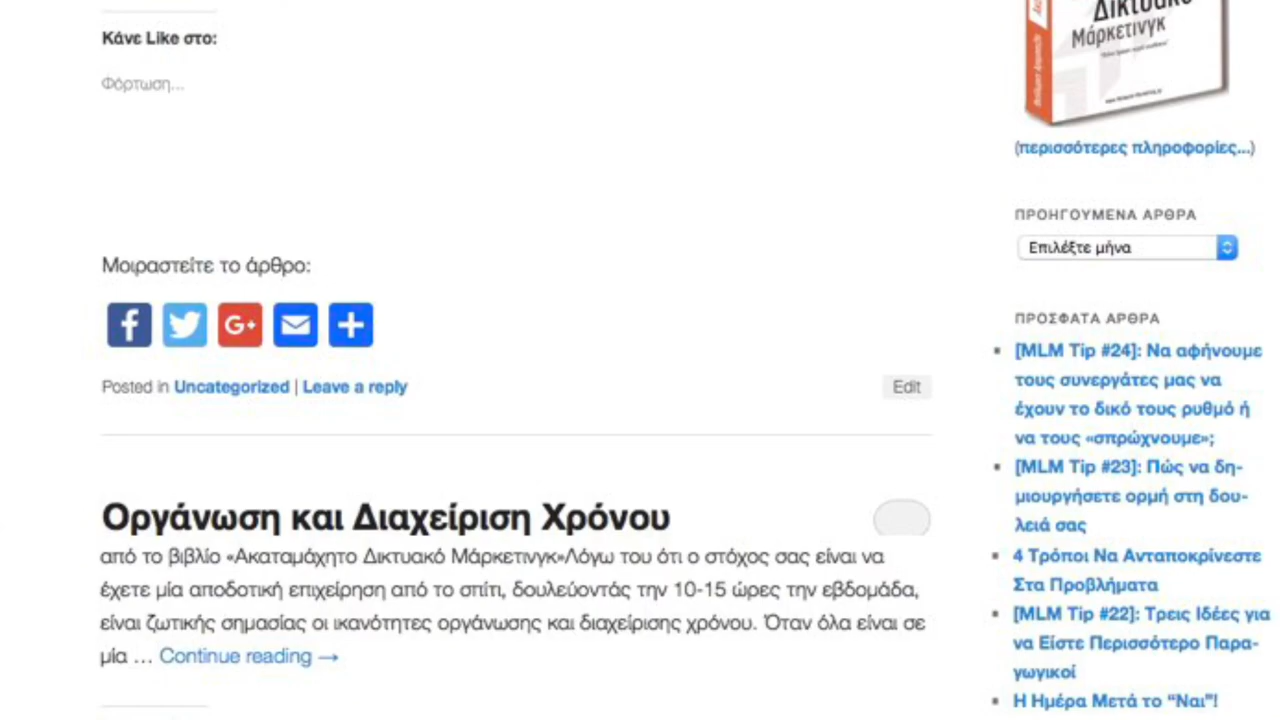 Κάνε Like στο:
Φόρτωση...
Μοιραστείτε το άρθρο:
Posted in Uncategorized | Leave a reply
Edit
Οργάνωση και Διαχείριση Χρόνου
από το βιβλίο «Ακαταμάχητο Δικτυακό Μάρκετινγκ»Λόγω του ότι ο στόχος σας είναι να
έχετε μία αποδοτική επιχείρηση από το σπίτι, δουλεύοντάς την 10-15 ώρες την εβδομάδα,
είναι ζωτικής σημασίας οι ικανότητες οργάνωσης και διαχείρισης χρόνου. Όταν όλα είναι σε
μία … Continue reading →
Δικτυακό
Μάρκετινγκ
(περισσότερες πληροφορίες...)
ΠΡΟΗΓΟΥΜΕΝΑ ΑΡΘΡΑ
Επιλέξτε μήνα
ΠΡΟΣΦΑΤΑ ΑΡΘΡΑ
[MLM Tip #24]: Να αφήνουμε
τους συνεργάτες μας να
έχουν το δικό τους ρυθμό ή
να τους «σπρώχνουμε»;
[MLM Tip #23]: Πώς να δη-
μιουργήσετε ορμή στη δου-
λειά σας
4 Τρόποι Να Ανταποκρίνεστε
Στα Προβλήματα
[MLM Tip #22]: Τρεις Ιδέες για
να Είστε Περισσότερο Παρα-
γωγικοί
Η Ημέρα Μετά το “Ναι”!